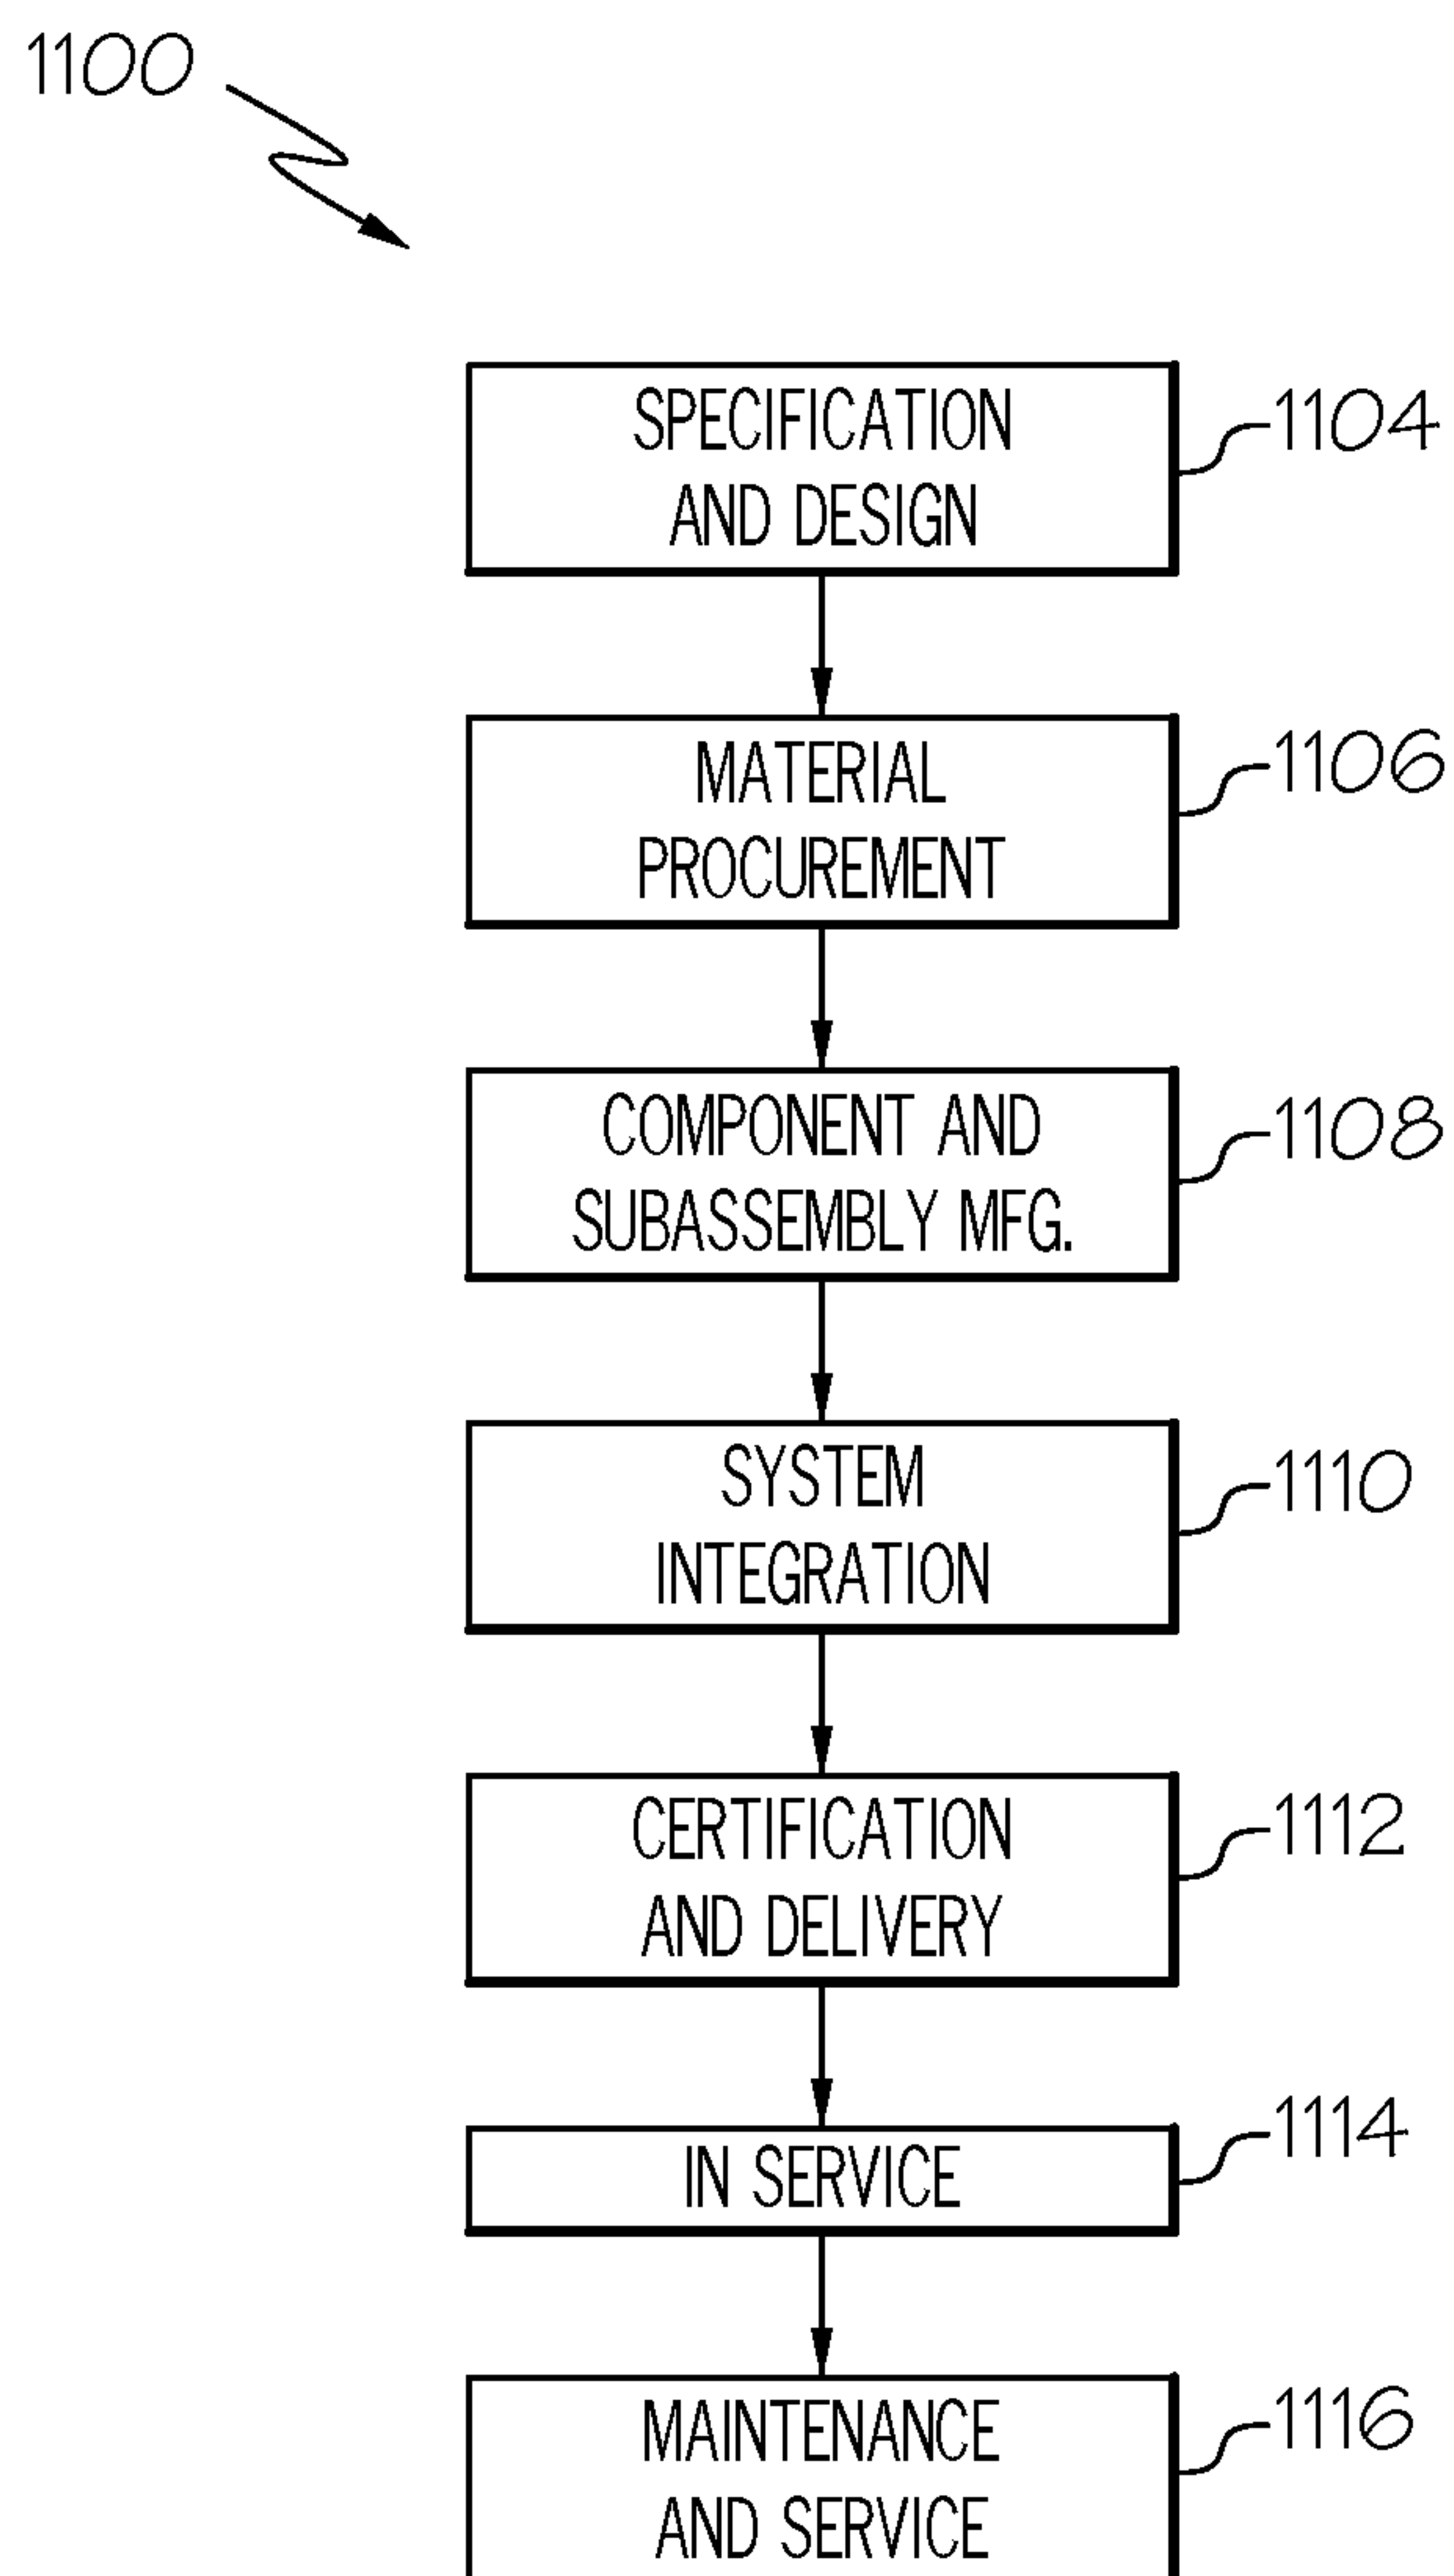 1100
SPECIFICATION
AND DESIGN
1104
MATERIAL
PROCUREMENT
1106
COMPONENT AND
SUBASSEMBLY MFG.
1108
SYSTEM
INTEGRATION
1110
CERTIFICATION
AND DELIVERY
1112
IN SERVICE
1114
MAINTENANCE
AND SERVICE
1116